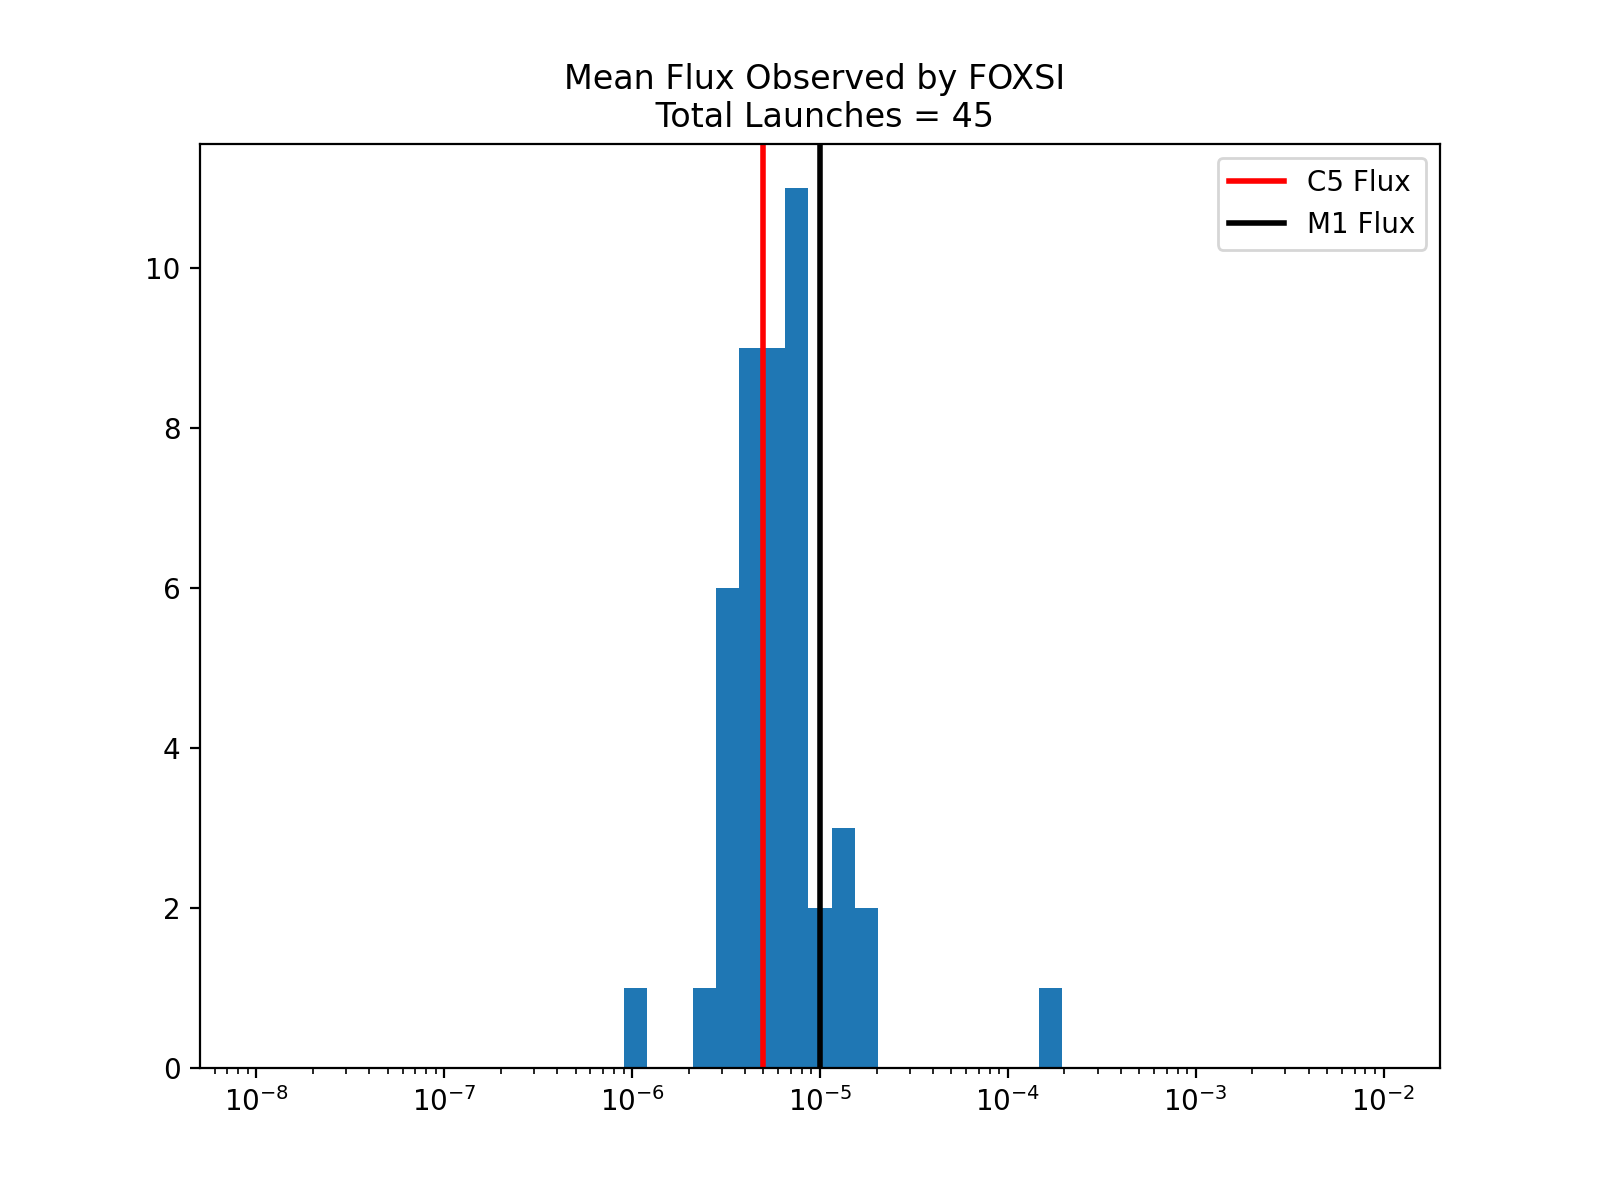 Mean Flux Observed by FOXSI
Total Launches = 45
C5 Flux
M1 Flux
10
8
6
4
2
0
10⁻⁸ 10⁻⁷ 10⁻⁶ 10⁻⁵ 10⁻⁴ 10⁻³ 10⁻²